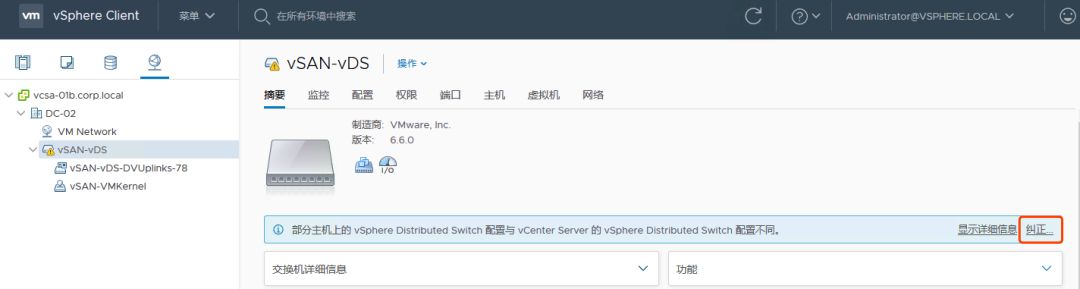 vm vSphere Client 菜单 在所有环境中搜索 Administrator@VSPHERE.LOCAL
vcsa-01b.corp.local
DC-02
VM Network
vSAN-vDS
vSAN-vDS-DVUplinks-78
vSAN-VMKernel
vSAN-vDS 操作
摘要 监控 配置 权限 端口 主机 虚拟机 网络
制造商: VMware, Inc.
版本: 6.6.0
I/O
部分主机上的 vSphere Distributed Switch 配置与 vCenter Server 的 vSphere Distributed Switch 配置不同。 显示详细信息 纠正...
交换机详细信息 功能